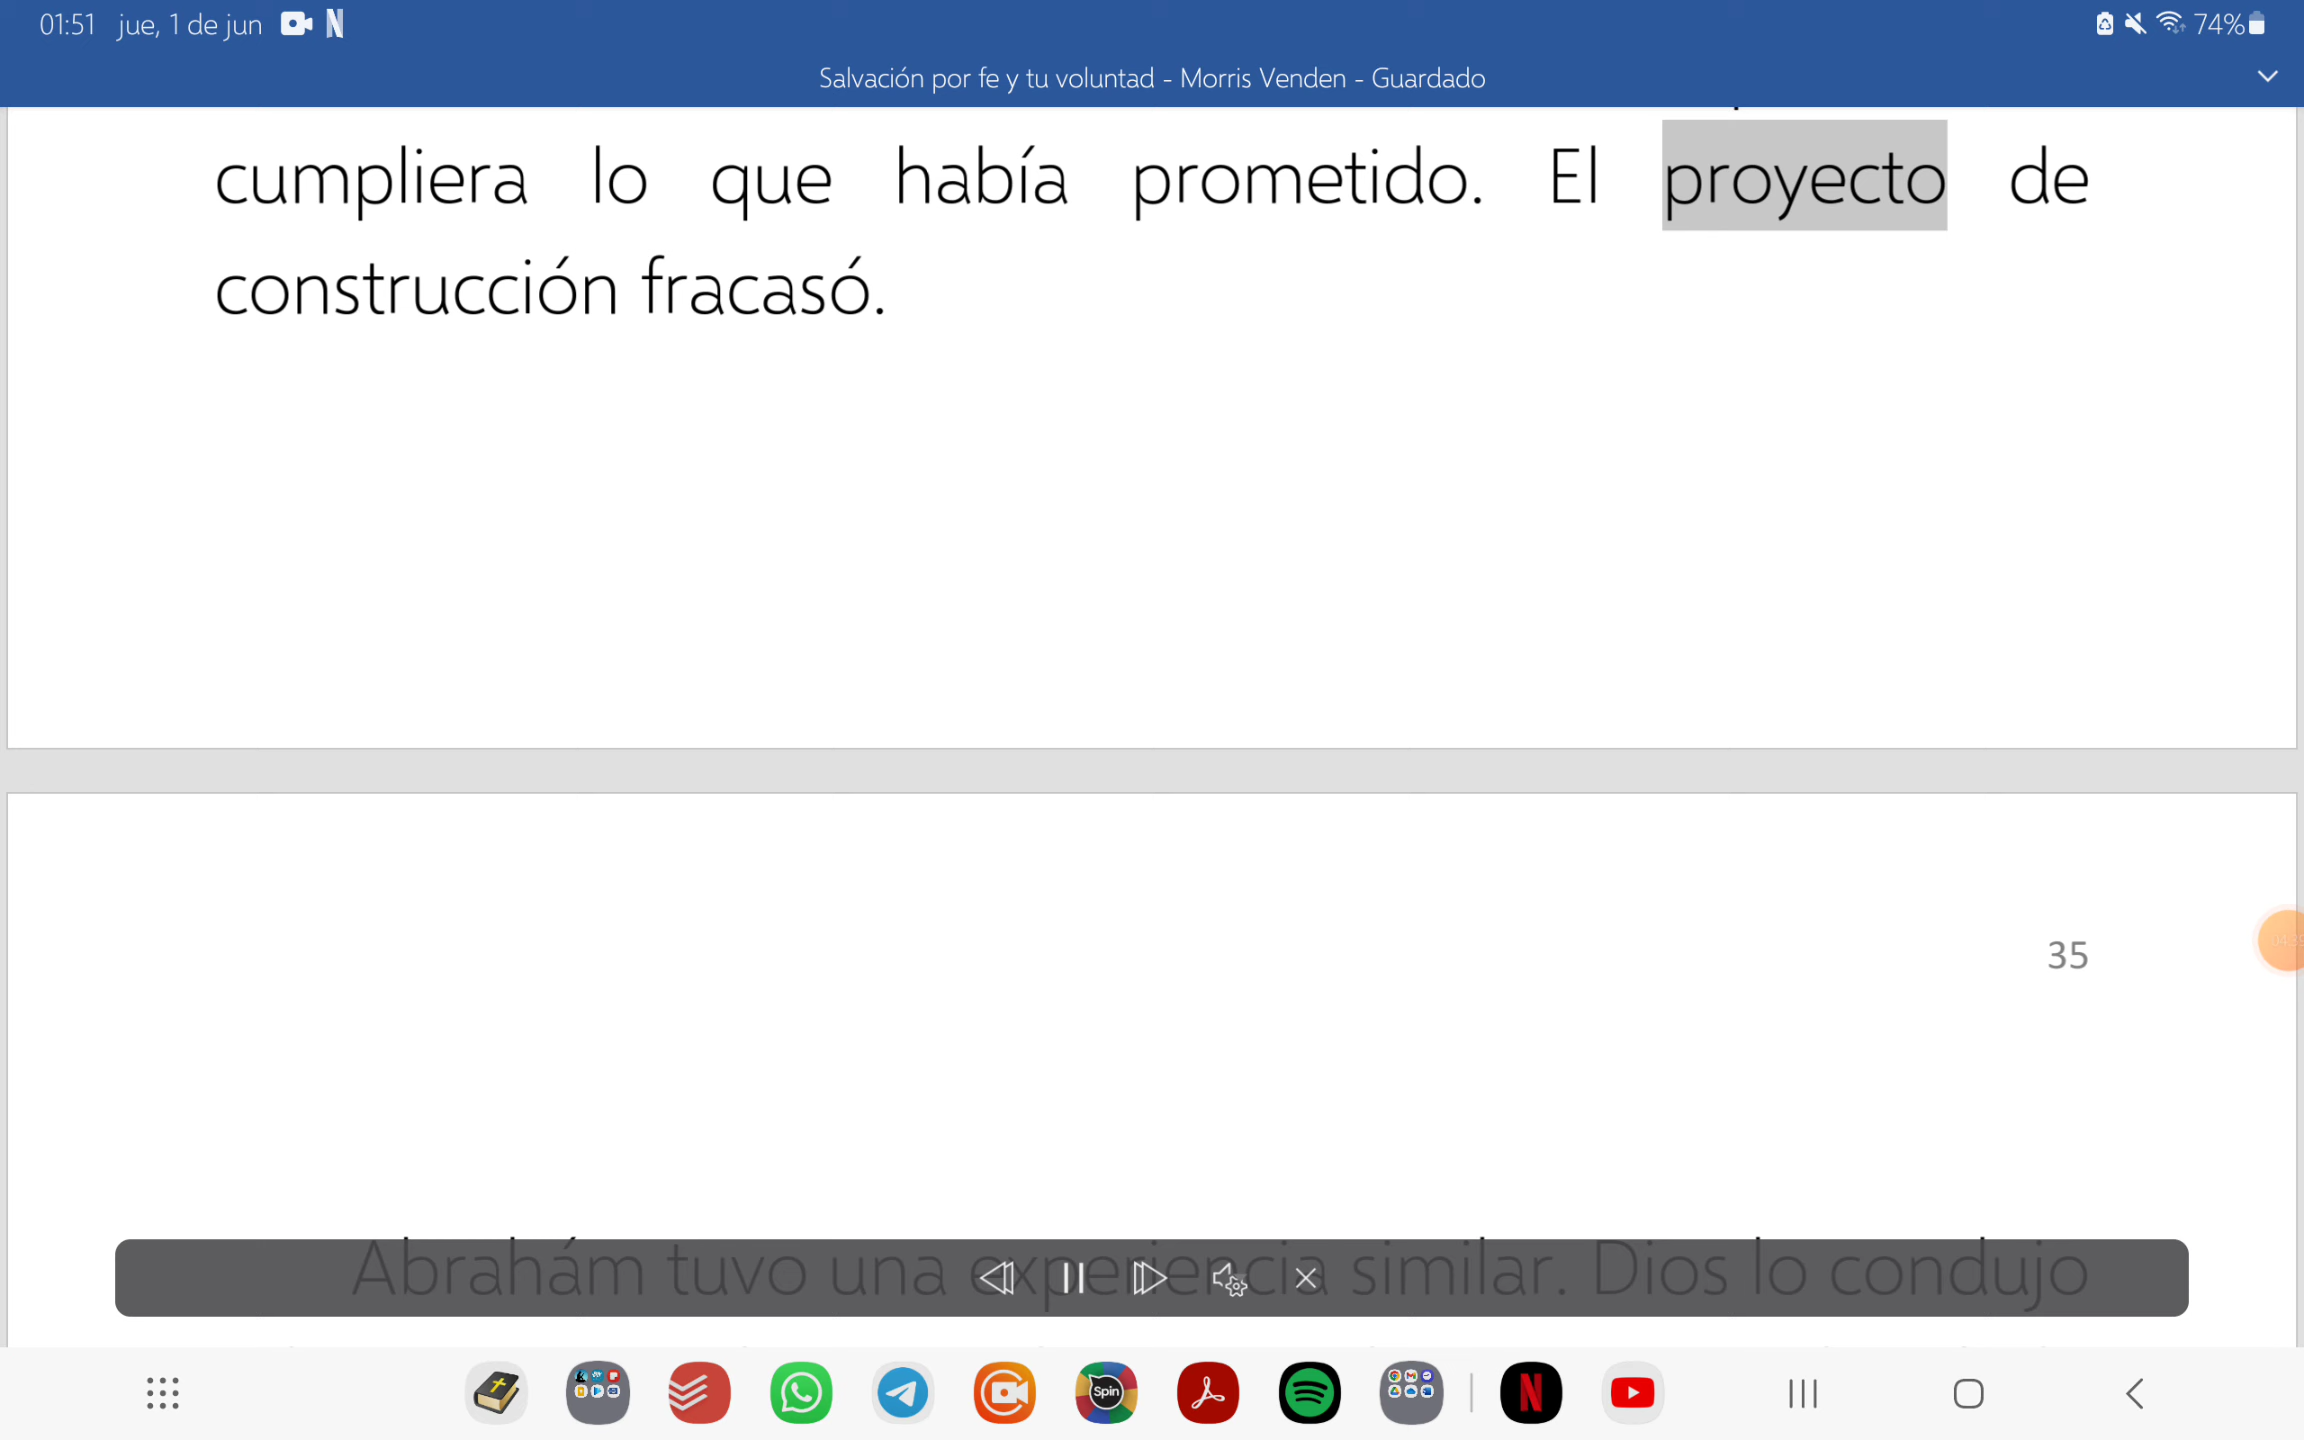 01:51 jue, 1 de jun N 74%
Salvación por fe y tu voluntad - Morris Venden - Guardado
cumpliera lo que había prometido. El proyecto de
construcción fracasó.
35
Abrahám tuvo una experiencia similar. Dios lo condujo
Spin N